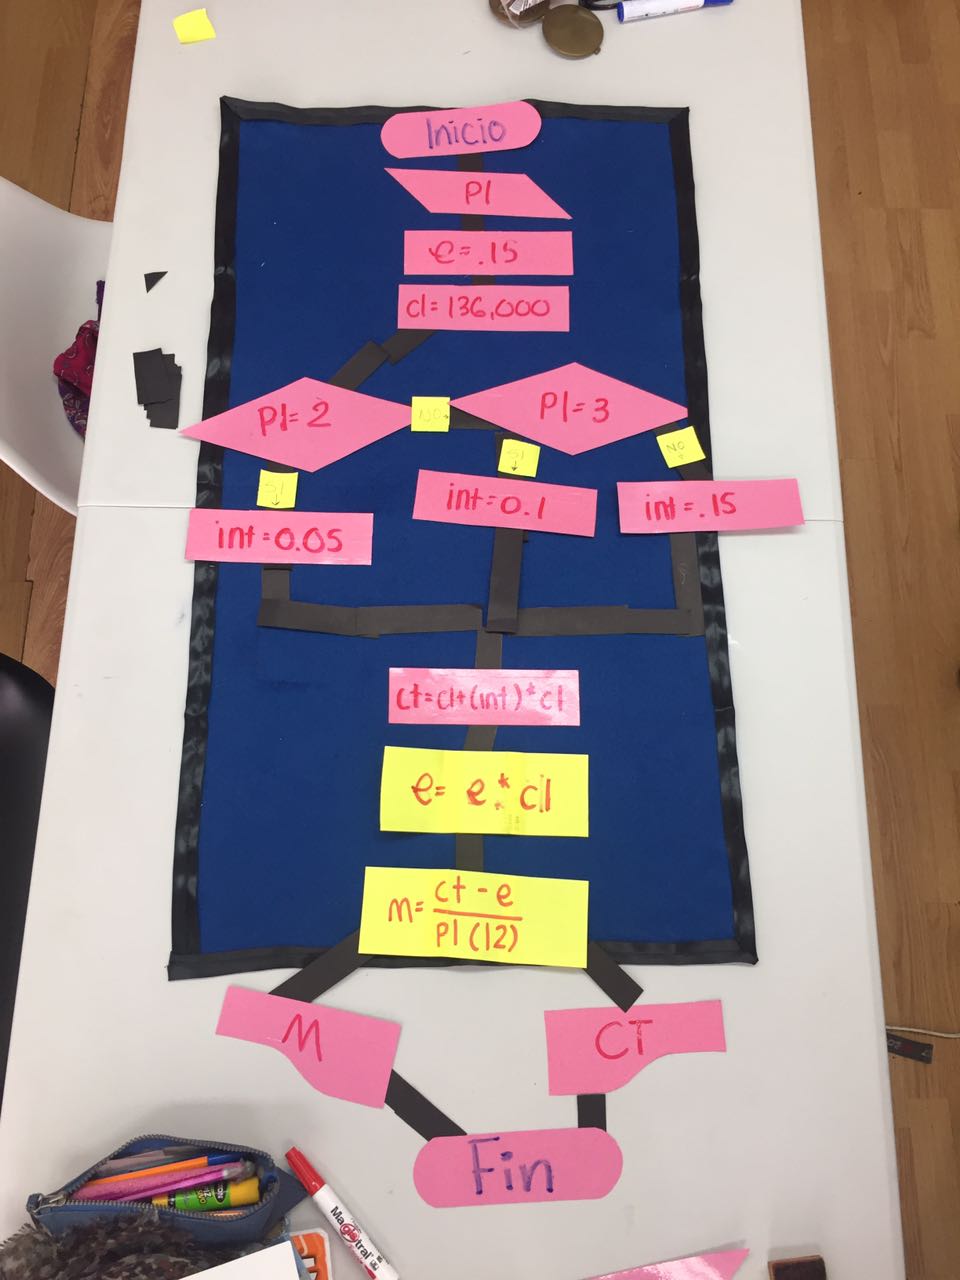 Inicio
Pl
e=.15
cl=136,000
Pl=2
NO
Pl=3
SI
SI
NO
int=0.05
int=0.1
int=.15
ct=cl+(int)*cl
e= e * cl
m= ct - e
Pl (12)
M
CT
Fin
Magistral